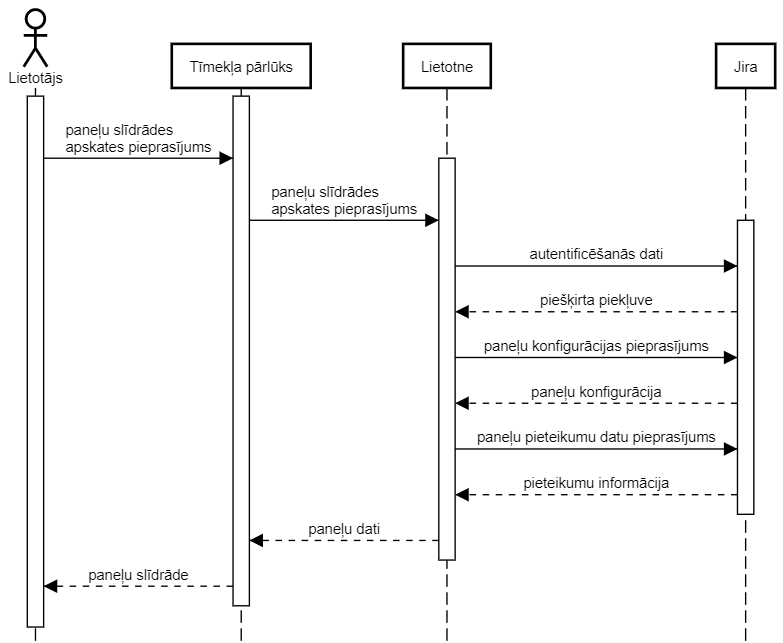 Lietotājs
Tīmekļa pārlūks
Lietotne
Jira
paneļu slīdrādes
apskates pieprasījums
paneļu slīdrādes
apskates pieprasījums
autentificēšanās dati
piešķirta piekļuve
paneļu konfigurācijas pieprasījums
paneļu konfigurācija
paneļu pieteikumu datu pieprasījums
pieteikumu informācija
paneļu dati
paneļu slīdrāde